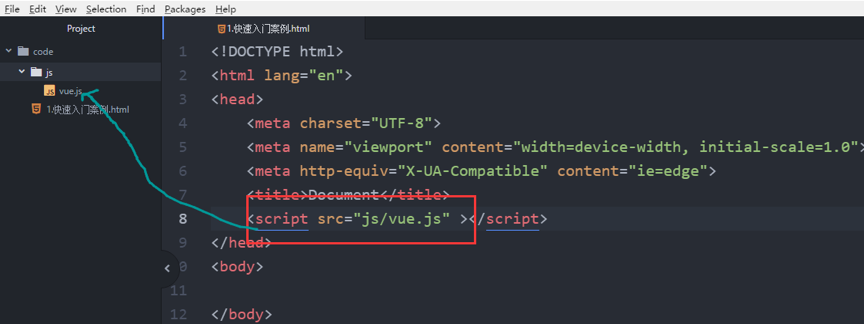 File Edit View Selection Find Packages Help
Project
1.快速入门案例.html
code
js
vue.js
1.快速入门案例.html
1 <!DOCTYPE html>
2 <html lang="en">
3 <head>
4 <meta charset="UTF-8">
5 <meta name="viewport" content="width=device-width, initial-scale=1.0">
6 <meta http-equiv="X-UA-Compatible" content="ie=edge">
7 <title>Document</title>
8 <script src="js/vue.js" ></script>
9 </head>
0 <body>
11
12 </body>